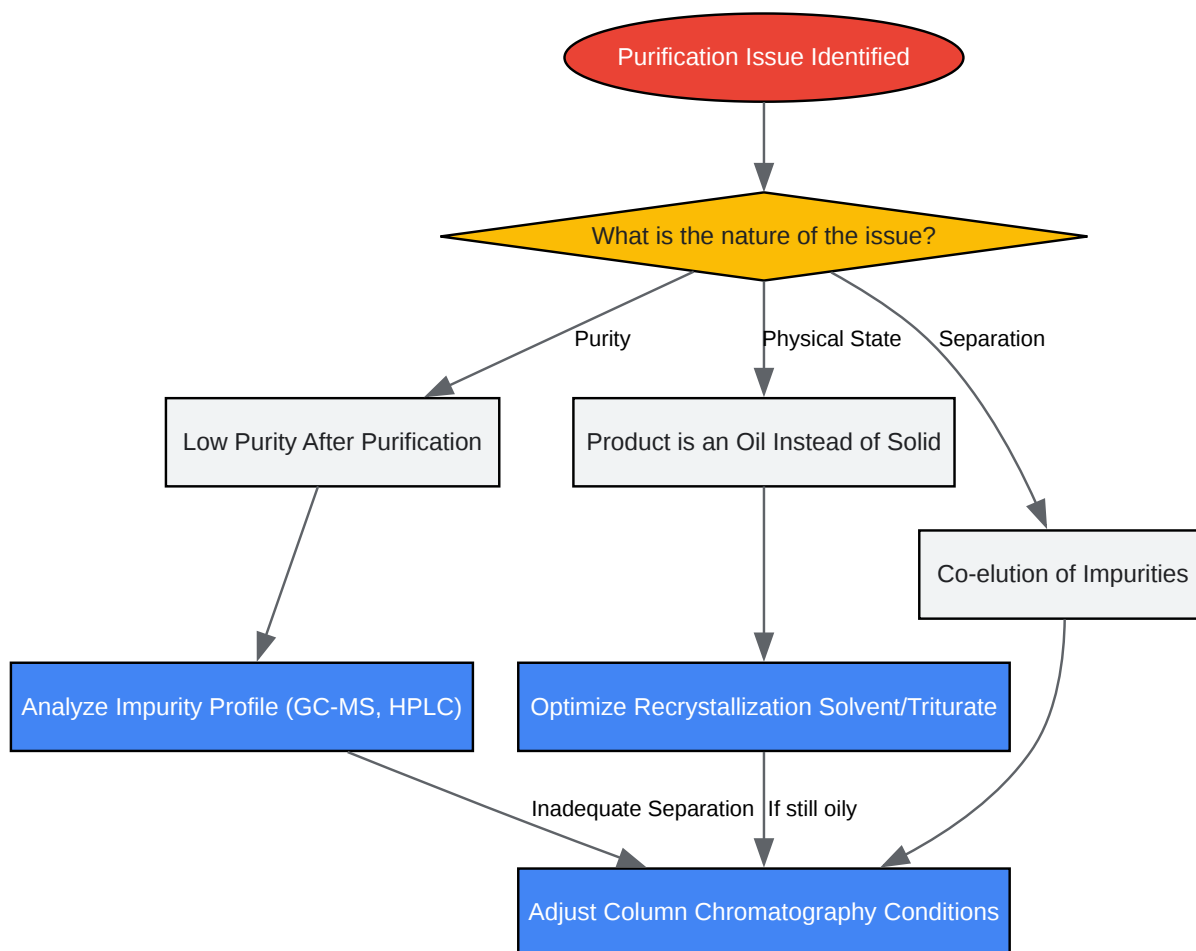 Purification Issue Identified
What is the nature of the issue?
Purity
Physical State
Separation
Low Purity After Purification
Product is an Oil Instead of Solid
Co-elution of Impurities
Analyze Impurity Profile (GC-MS, HPLC)
Optimize Recrystallization Solvent/Triturate
Inadequate Separation
If still oily
Adjust Column Chromatography Conditions